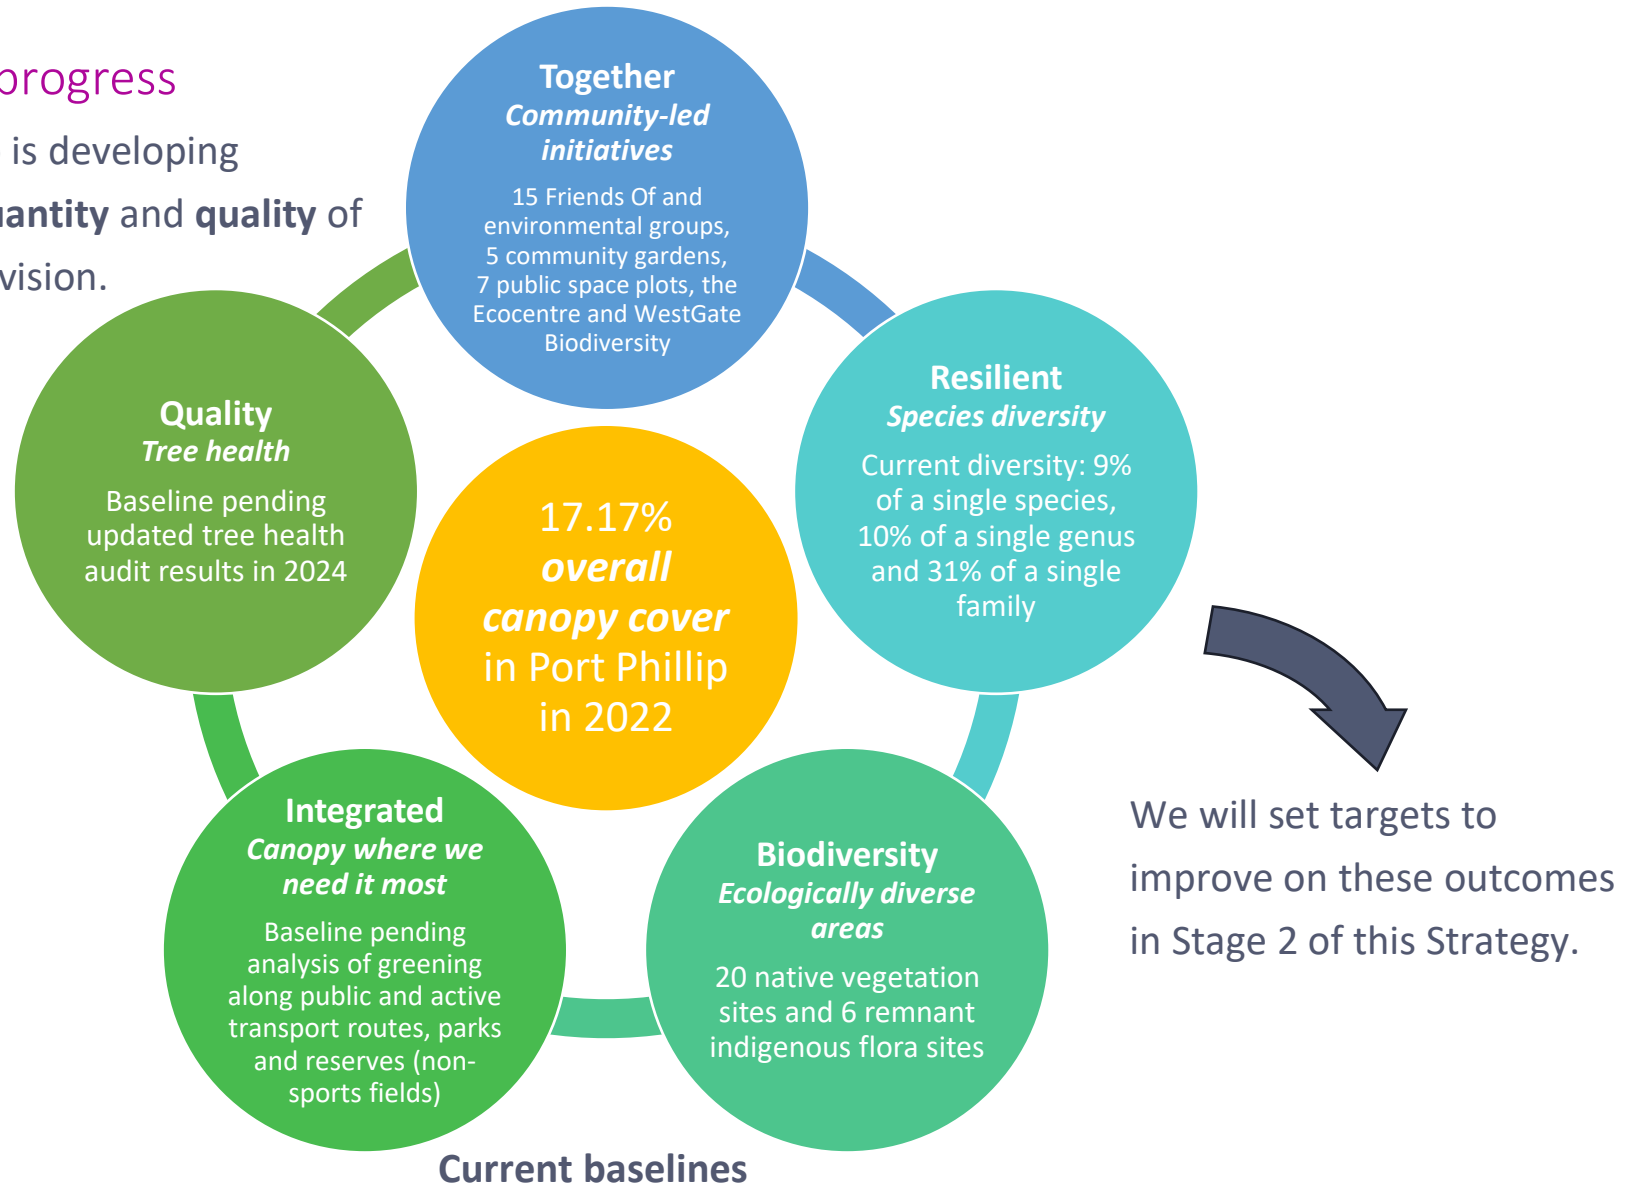 progress
is developing
uantity and quality of
vision.
Together
Community-led
initiatives
15 Friends Of and
environmental groups,
5 community gardens,
7 public space plots, the
Ecocentre and WestGate
Biodiversity
Resilient
Species diversity
Current diversity: 9%
of a single species,
10% of a single genus
and 31% of a single
family
Biodiversity
Ecologically diverse
areas
20 native vegetation
sites and 6 remnant
indigenous flora sites
Integrated
Canopy where we
need it most
Baseline pending
analysis of greening
along public and active
transport routes, parks
and reserves (non-
sports fields)
Quality
Tree health
Baseline pending
updated tree health
audit results in 2024
17.17%
overall
canopy cover
in Port Phillip
in 2022
We will set targets to
improve on these outcomes
in Stage 2 of this Strategy.
Current baselines